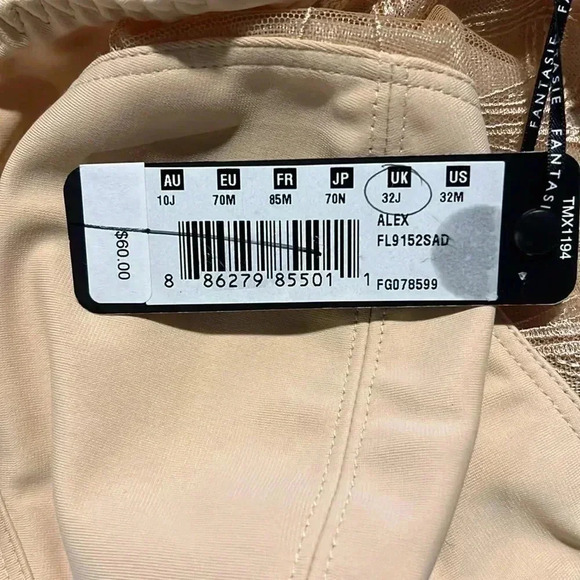 AU EU FR JP UK US
10J 70M 85M 70N 32J 32M
ALEX
FL9152SAD
8 86279 85501 1
FG078599
$60.00
TMX1194
FANTASIE FANTASIE